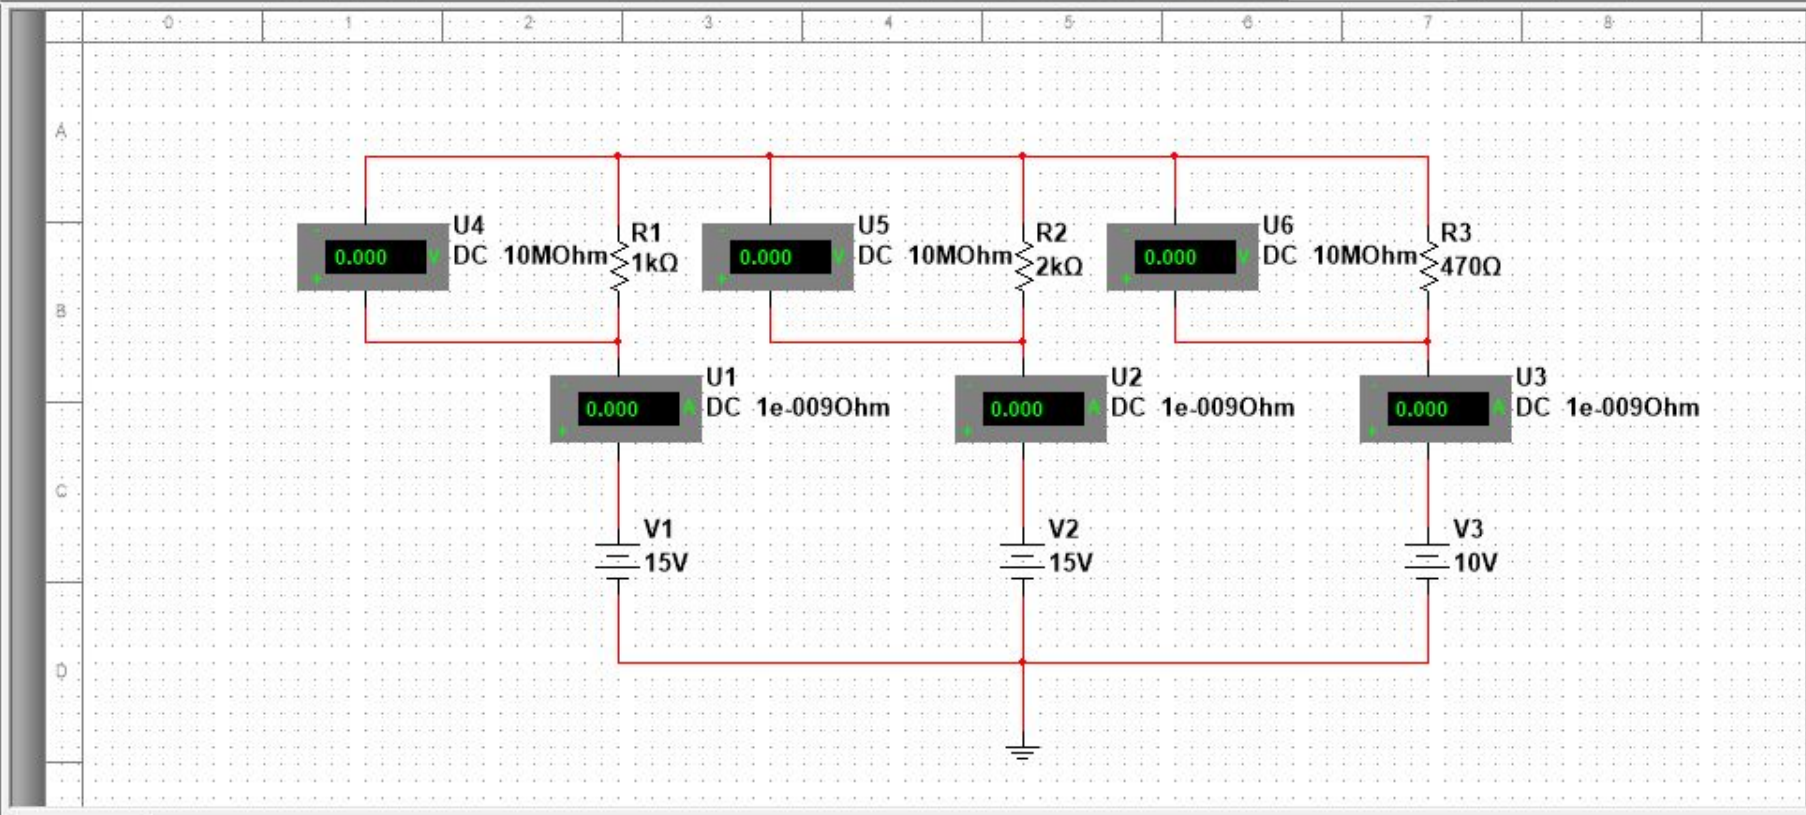 0 1 2 3 4 5 6 7 8
A
B
C
D
U4
0.000 V
DC 10MOhm
R1
1kΩ
U5
0.000 V
DC 10MOhm
R2
2kΩ
U6
0.000 V
DC 10MOhm
R3
470Ω
U1
0.000 A
DC 1e-009Ohm
U2
0.000 A
DC 1e-009Ohm
U3
0.000 A
DC 1e-009Ohm
V1
15V
V2
15V
V3
10V